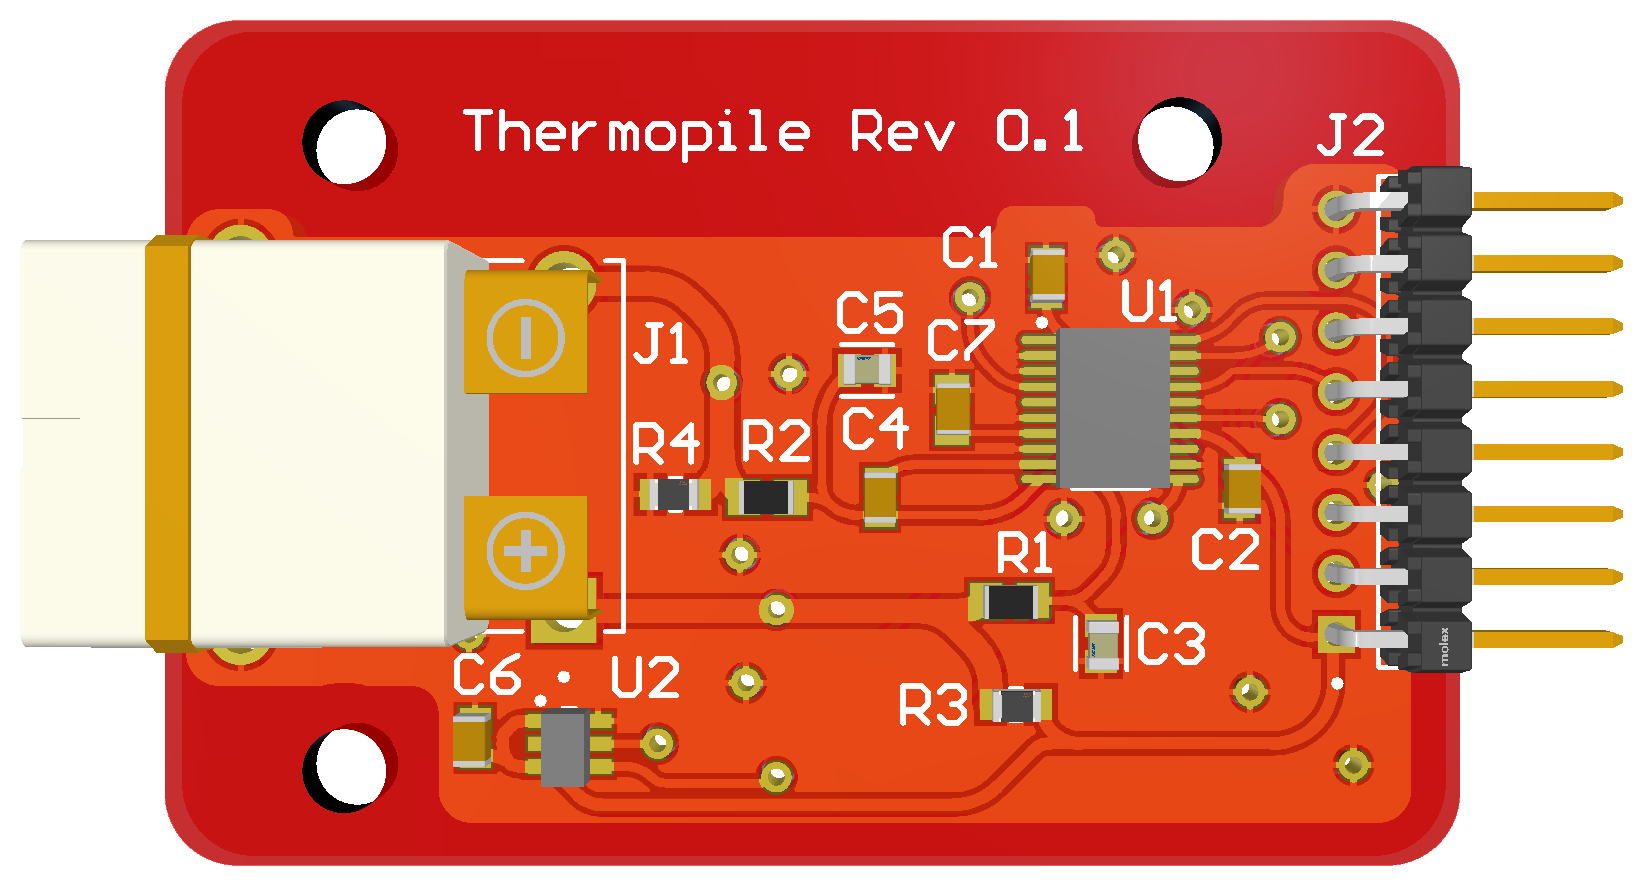 Thermopile Rev 0.1
J2
C1
U1
C5
C7
J1
−
C4
R4
R2
+
R1
C2
C3
molex
C6
U2
R3